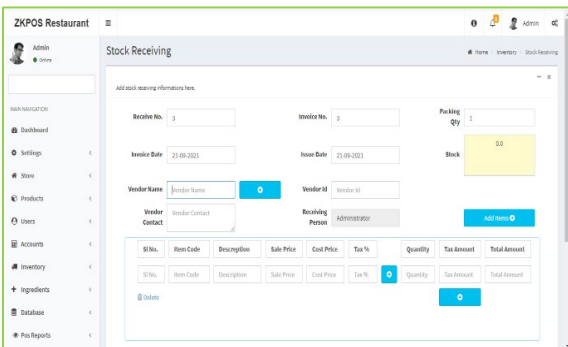 ZKPOS Restaurant
Admin
Admin
Online
Stock Receiving
Home Inventory Stock Receiving
Add stock receiving informations here.
MAIN NAVIGATION
Dashboard
Settings
Store
Products
Users
Accounts
Inventory
Ingredients
Database
Pos Reports
Receive No. 3 Invoice No. 3 Packing Qty 1
Invoice Date 21-09-2021 Issue Date 21-09-2021 Stock 0.0
Vendor Name Vendor Name Vendor Id Vendor Id
Vendor Contact Vendor Contact Receiving Person Administrator Add Items
Sl No. Item Code Description Sale Price Cost Price Tax % Quantity Tax Amount Total Amount
Sl No. Item Code Description Sale Price Cost Price Tax % Quantity Tax Amount Total Amount
Delete